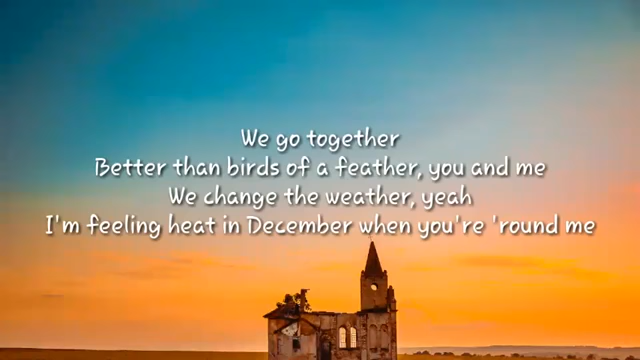 We go together
Better than birds of a feather, you and me
We change the weather, yeah
I'm feeling heat in December when you're 'round me